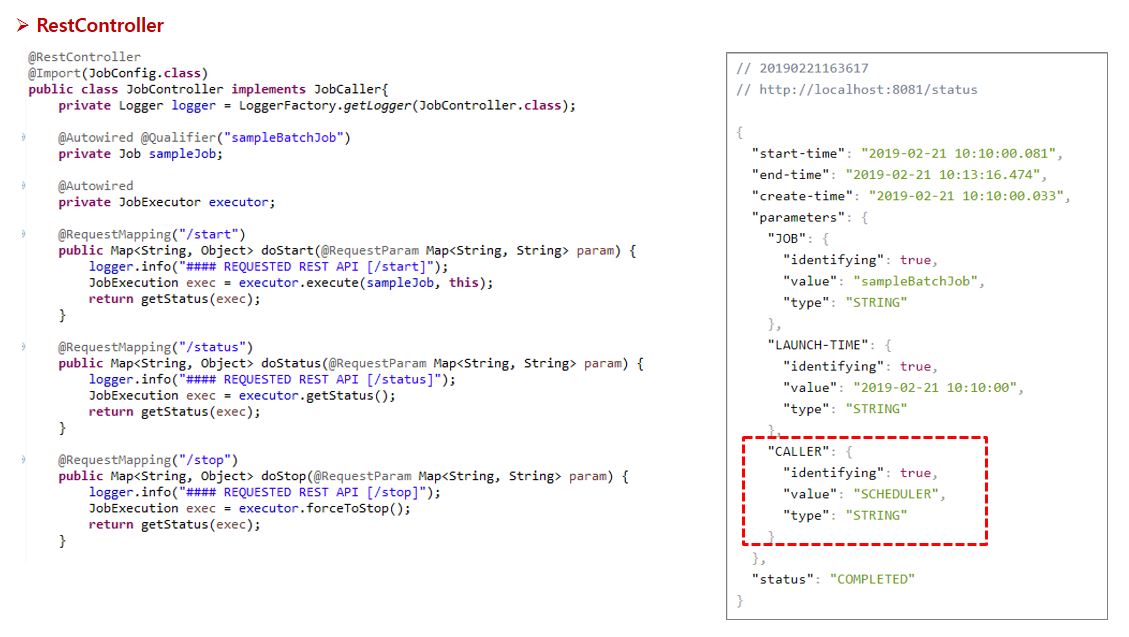 ➢ RestController
@RestController
@Import(JobConfig.class)
public class JobController implements JobCaller{
    private Logger logger = LoggerFactory.getLogger(JobController.class);

    @Autowired @Qualifier("sampleBatchJob")
    private Job sampleJob;

    @Autowired
    private JobExecutor executor;

    @RequestMapping("/start")
    public Map<String, Object> doStart(@RequestParam Map<String, String> param) {
        logger.info("#### REQUESTED REST API [/start]");
        JobExecution exec = executor.execute(sampleJob, this);
        return getStatus(exec);
    }

    @RequestMapping("/status")
    public Map<String, Object> doStatus(@RequestParam Map<String, String> param) {
        logger.info("#### REQUESTED REST API [/status]");
        JobExecution exec = executor.getStatus();
        return getStatus(exec);
    }

    @RequestMapping("/stop")
    public Map<String, Object> doStop(@RequestParam Map<String, String> param) {
        logger.info("#### REQUESTED REST API [/stop]");
        JobExecution exec = executor.forceToStop();
        return getStatus(exec);
    }

// 20190221163617
// http://localhost:8081/status

{
  "start-time": "2019-02-21 10:10:00.081",
  "end-time": "2019-02-21 10:13:16.474",
  "create-time": "2019-02-21 10:10:00.033",
  "parameters": {
    "JOB": {
      "identifying": true,
      "value": "sampleBatchJob",
      "type": "STRING"
    },
    "LAUNCH-TIME": {
      "identifying": true,
      "value": "2019-02-21 10:10:00",
      "type": "STRING"
    },
    "CALLER": {
      "identifying": true,
      "value": "SCHEDULER",
      "type": "STRING"
    }
  },
  "status": "COMPLETED"
}